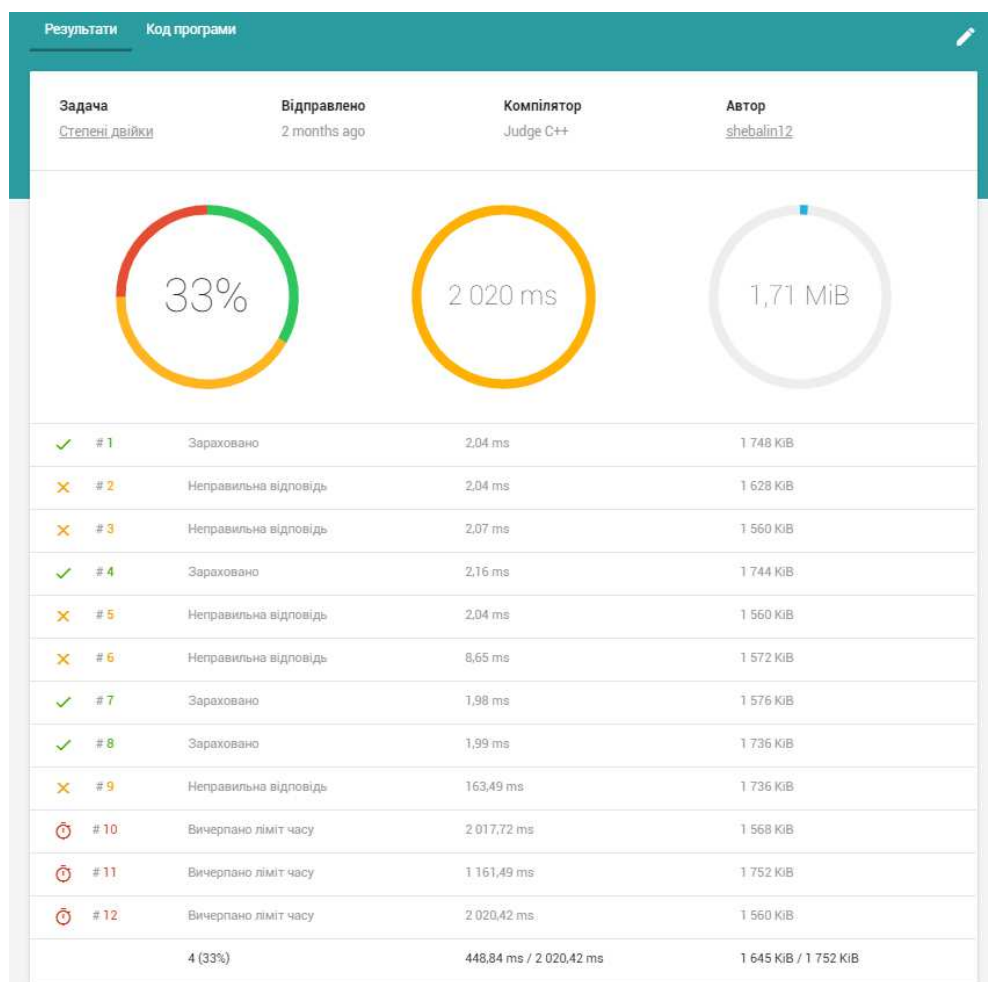 Результати Код програми
Задача Відправлено Компілятор Автор
Степені двійки 2 months ago Judge C++ shebalin12
33% 2 020 ms 1,71 MiB
# 1 Зараховано 2,04 ms 1 748 KiB
# 2 Неправильна відповідь 2,04 ms 1 628 KiB
# 3 Неправильна відповідь 2,07 ms 1 560 KiB
# 4 Зараховано 2,16 ms 1 744 KiB
# 5 Неправильна відповідь 2,04 ms 1 560 KiB
# 6 Неправильна відповідь 8,65 ms 1 572 KiB
# 7 Зараховано 1,98 ms 1 576 KiB
# 8 Зараховано 1,99 ms 1 736 KiB
# 9 Неправильна відповідь 163,49 ms 1 736 KiB
# 10 Вичерпано ліміт часу 2 017,72 ms 1 568 KiB
# 11 Вичерпано ліміт часу 1 161,49 ms 1 752 KiB
# 12 Вичерпано ліміт часу 2 020,42 ms 1 560 KiB
4 (33%) 448,84 ms / 2 020,42 ms 1 645 KiB / 1 752 KiB